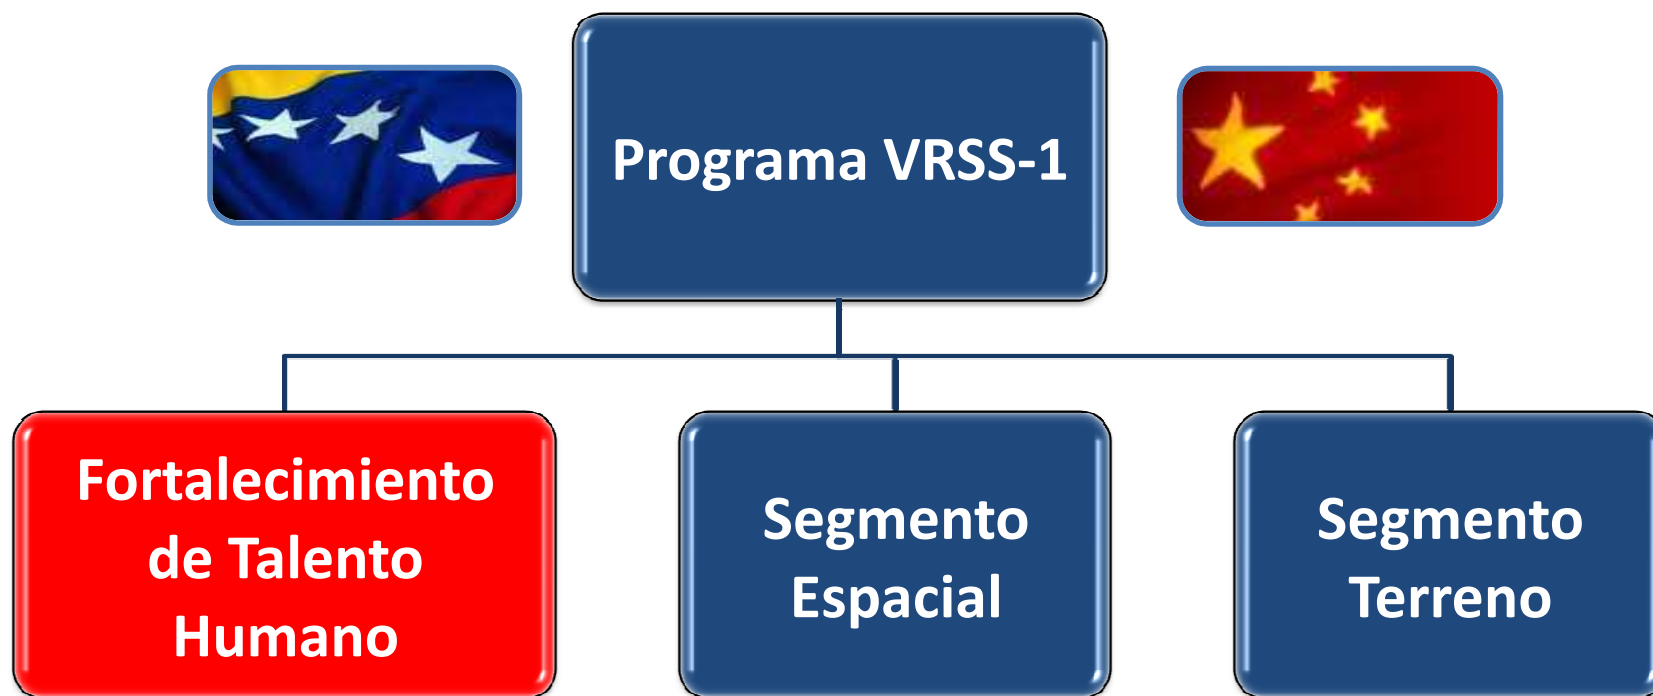 Programa VRSS-1
Fortalecimiento
de Talento
Humano
Segmento
Espacial
Segmento
Terreno